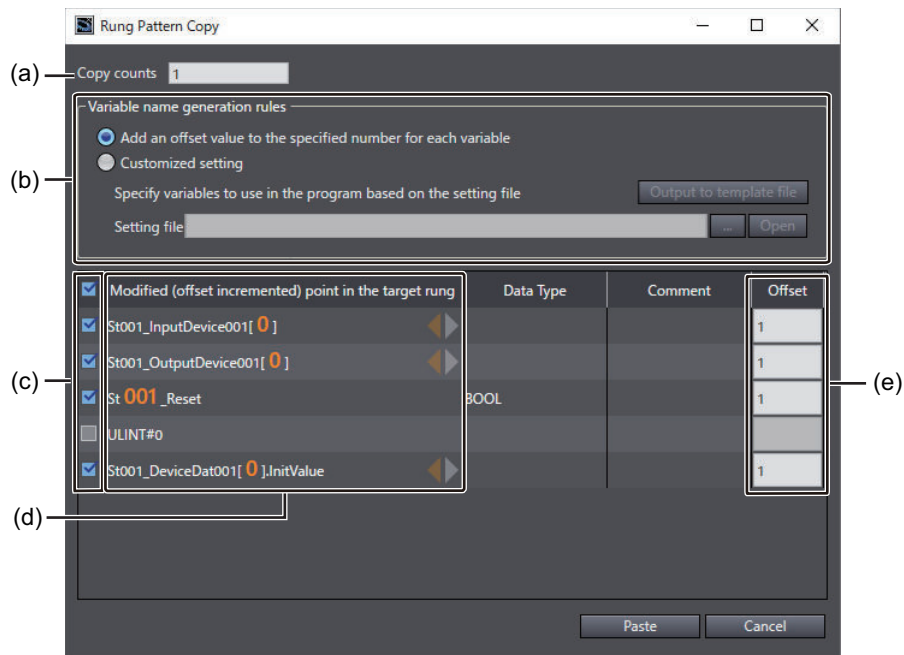 Rung Pattern Copy
(a)
Copy counts 1
Variable name generation rules
Add an offset value to the specified number for each variable
Customized setting
(b)
Specify variables to use in the program based on the setting file Output to template file
Setting file ... Open
Modified (offset incremented) point in the target rung Data Type Comment Offset
St001_InputDevice001[ 0 ] 1
St001_OutputDevice001[ 0 ] 1
(c)
(e)
St 001 _Reset BOOL 1
ULINT#0
St001_DeviceDat001[ 0 ].InitValue 1
(d)
Paste Cancel